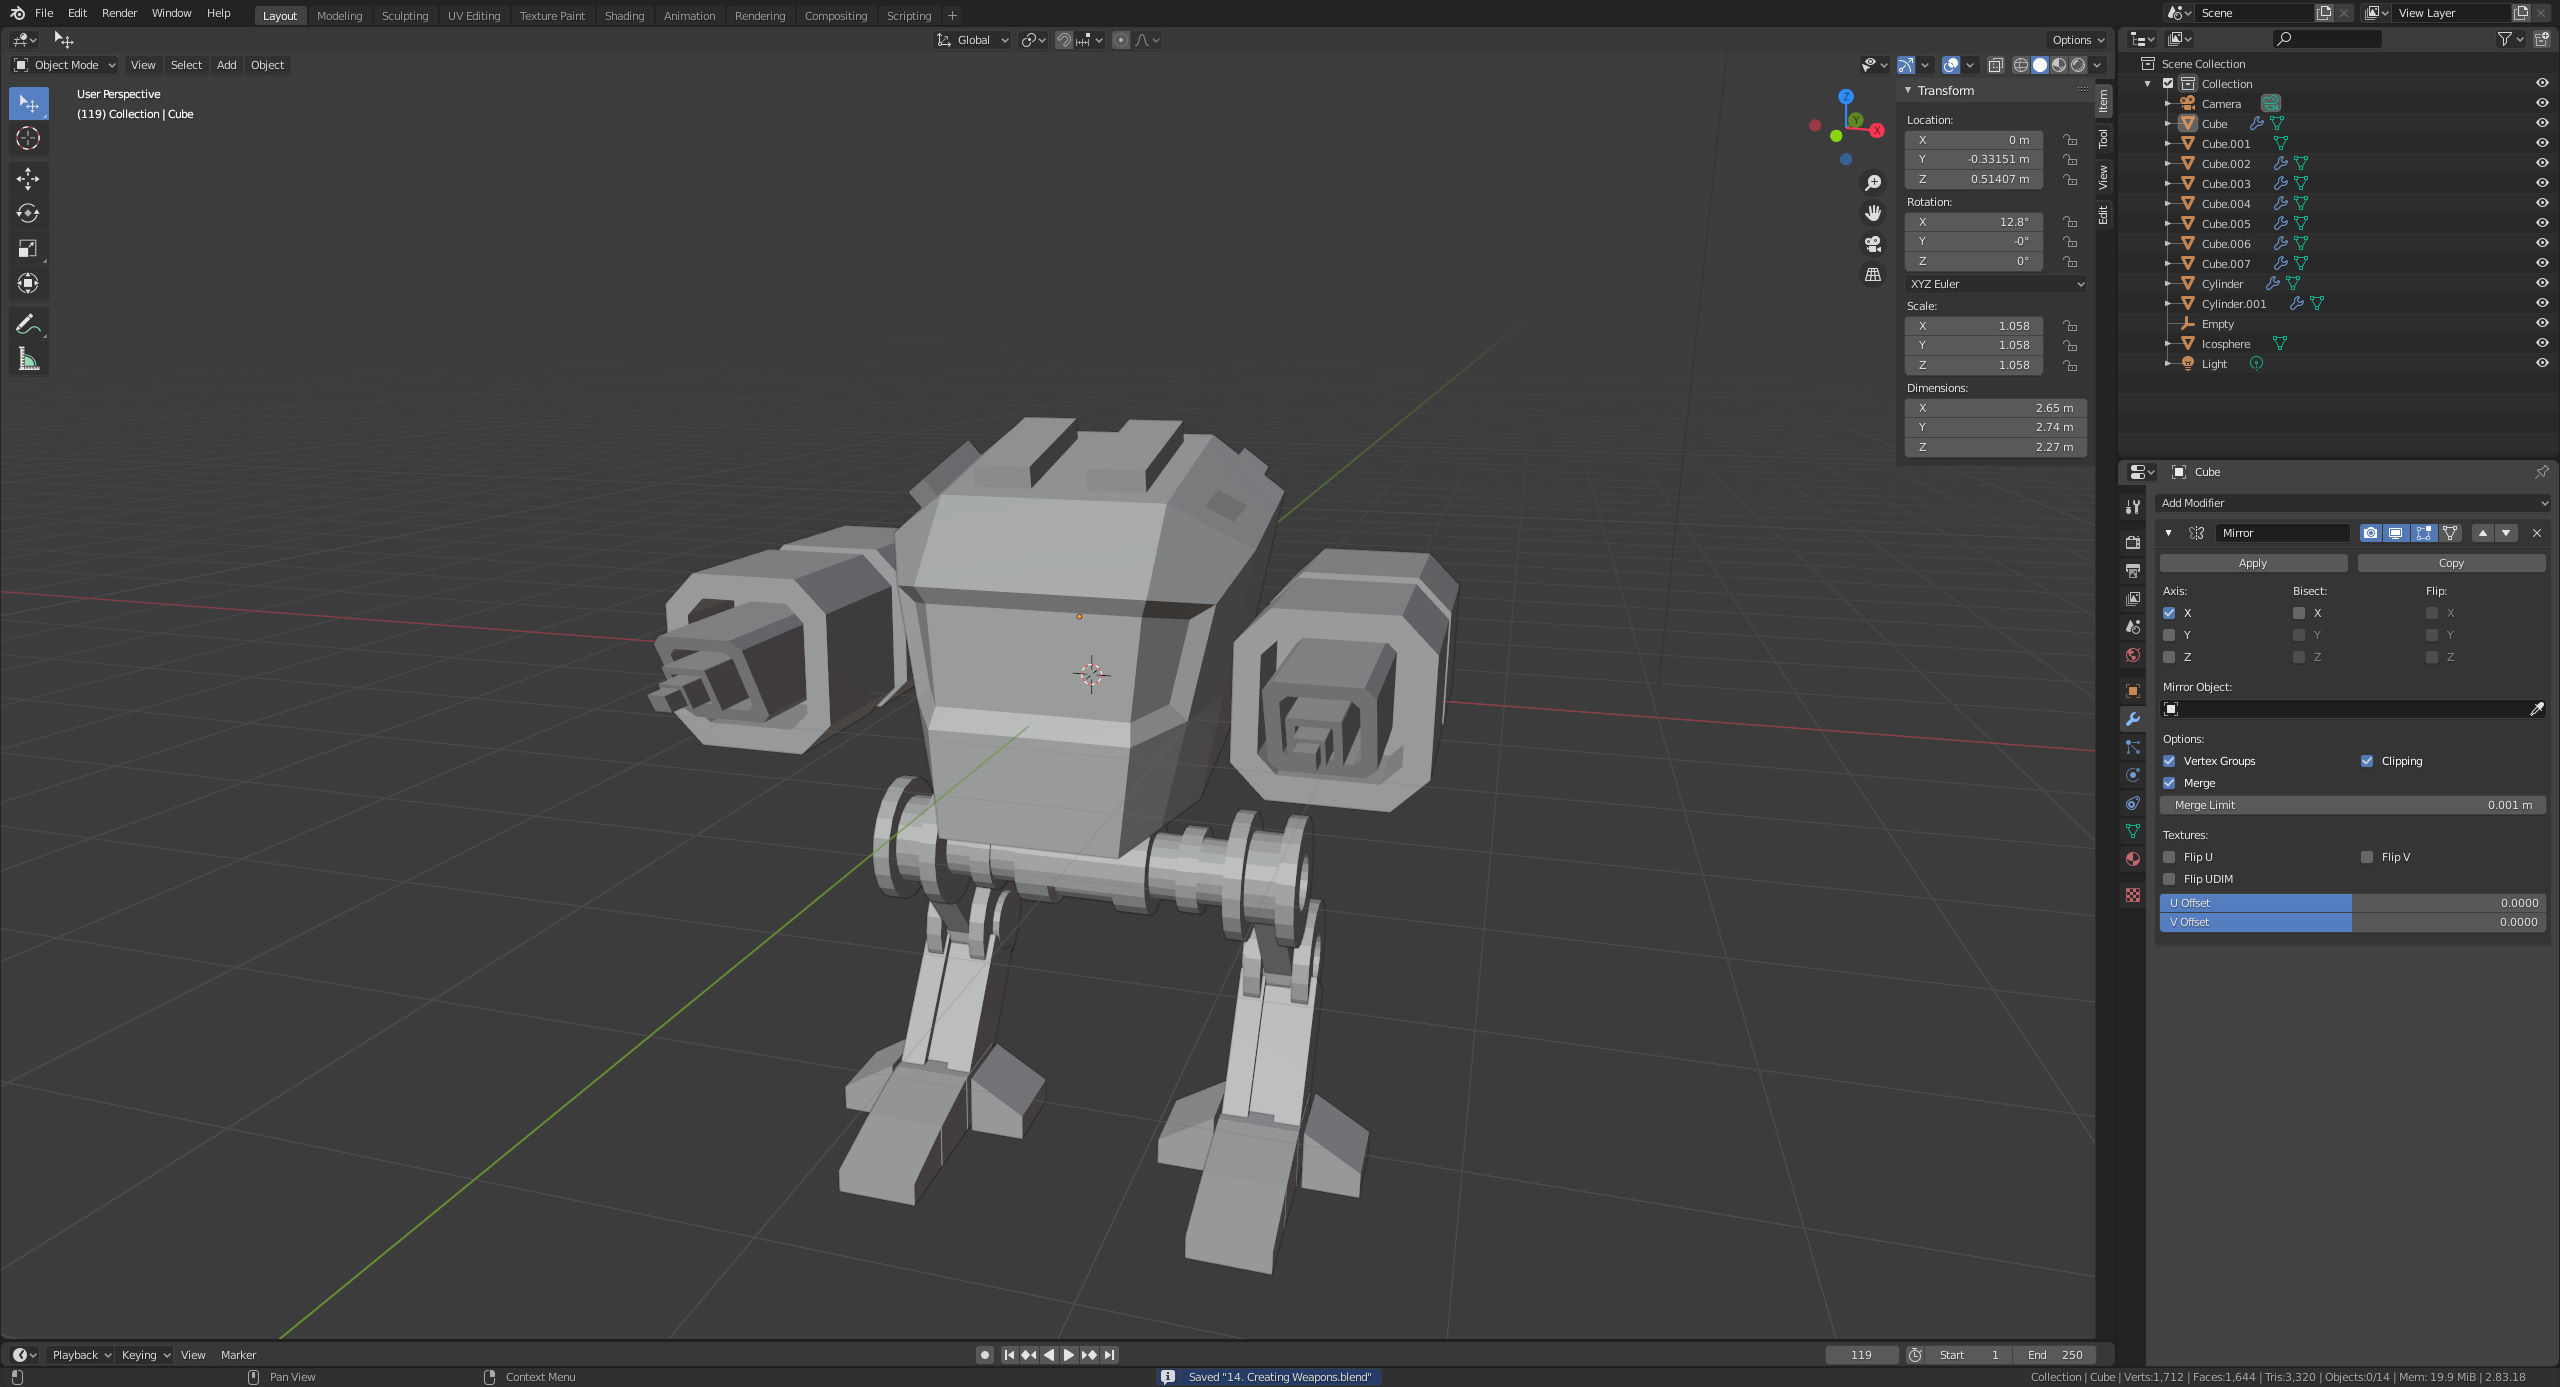 File Edit Render Window Help Layout Modeling Sculpting UV Editing Texture Paint Shading Animation Rendering Compositing Scripting + Scene View Layer
Global Options
Object Mode View Select Add Object
User Perspective
(119) Collection | Cube
Z
Y
X
Transform
Location:
X 0 m
Y -0.33151 m
Z 0.51407 m
Rotation:
X 12.8°
Y -0°
Z 0°
XYZ Euler
Scale:
X 1.058
Y 1.058
Z 1.058
Dimensions:
X 2.65 m
Y 2.74 m
Z 2.27 m
Item
Tool
View
Edit
Scene Collection
Collection
Camera
Cube
Cube.001
Cube.002
Cube.003
Cube.004
Cube.005
Cube.006
Cube.007
Cylinder
Cylinder.001
Empty
Icosphere
Light
Cube
Add Modifier
Mirror
Apply Copy
Axis: Bisect: Flip:
X X X
Y Y Y
Z Z Z
Mirror Object:
Options:
Vertex Groups Clipping
Merge
Merge Limit 0.001 m
Textures:
Flip U Flip V
Flip UDIM
U Offset 0.0000
V Offset 0.0000
Playback Keying View Marker 119 Start 1 End 250
Pan View Context Menu Saved "14. Creating Weapons.blend" Collection | Cube | Verts:1,712 | Faces:1,644 | Tris:3,320 | Objects:0/14 | Mem: 19.9 MiB | 2.83.18